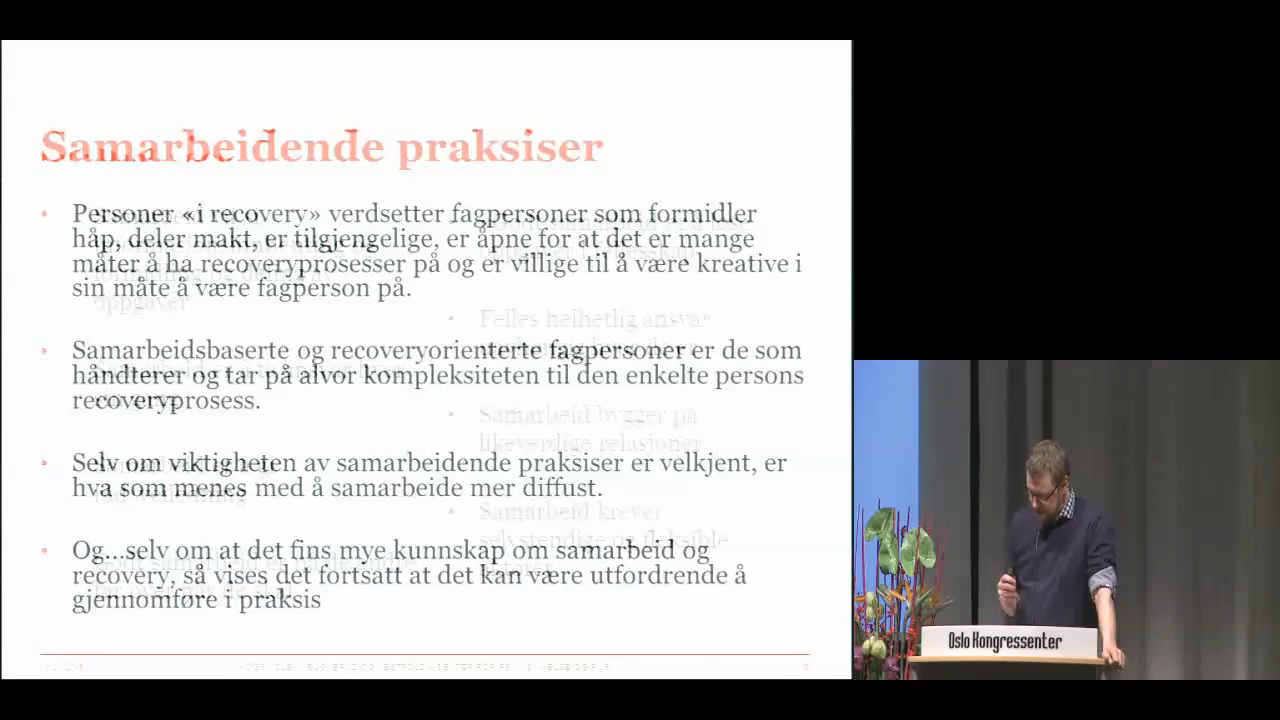 Samarbeidende praksiser
• Personer «i recovery» verdsetter fagpersoner som formidler
håp, deler makt, er tilgjengelige, er åpne for at det er mange
måter å ha recoveryprosesser på og er villige til å være kreative i
sin måte å være fagperson på.
• Samarbeidsbaserte og recoveryorienterte fagpersoner er de som
håndterer og tar på alvor kompleksiteten til den enkelte persons
recoveryprosess.
• Selv om viktigheten av samarbeidende praksiser er velkjent, er
hva som menes med å samarbeide mer diffust.
• Og...selv om at det fins mye kunnskap om samarbeid og
recovery, så vises det fortsatt at det kan være utfordrende å
gjennomføre i praksis
oppgaver
• Felles helhetlig ansvar
• Samarbeid bygger på
likeverdige relasjoner
• Samarbeid krever
selvstendige og fleksible
Oslo Kongressenter